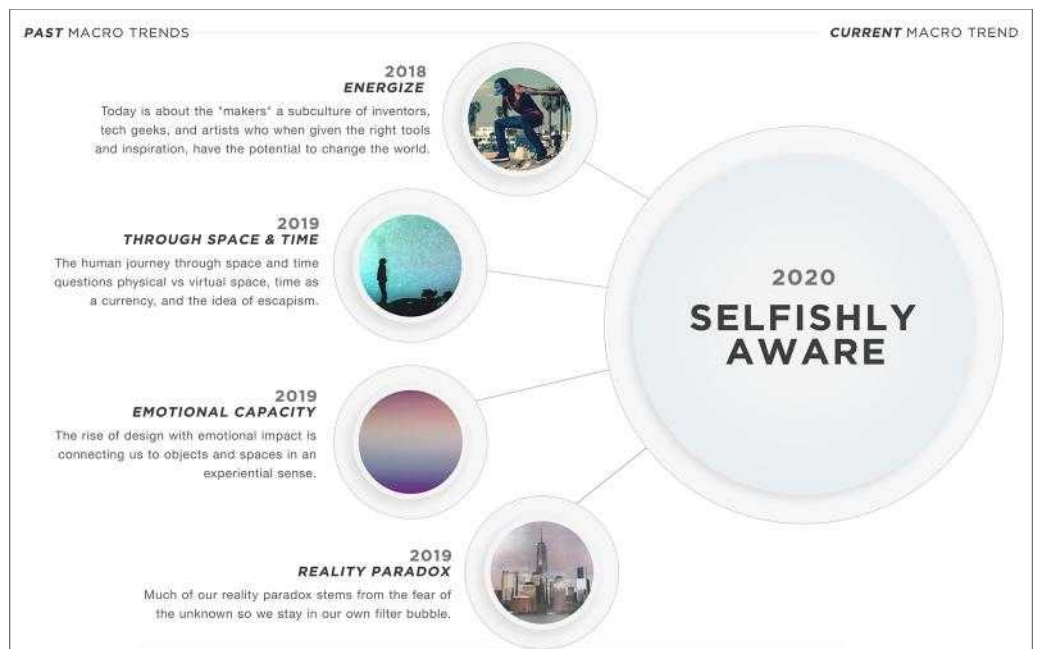 PAST MACRO TRENDS
CURRENT MACRO TREND
2018
ENERGIZE
Today is about the "makers" a subculture of inventors,
tech geeks, and artists who when given the right tools
and inspiration, have the potential to change the world.
2019
THROUGH SPACE & TIME
The human journey through space and time
questions physical vs virtual space, time as
a currency, and the idea of escapism.
2019
EMOTIONAL CAPACITY
The rise of design with emotional impact is
connecting us to objects and spaces in an
experiential sense.
2019
REALITY PARADOX
Much of our reality paradox stems from the fear of
the unknown so we stay in our own filter bubble.
2020
SELFISHLY
AWARE